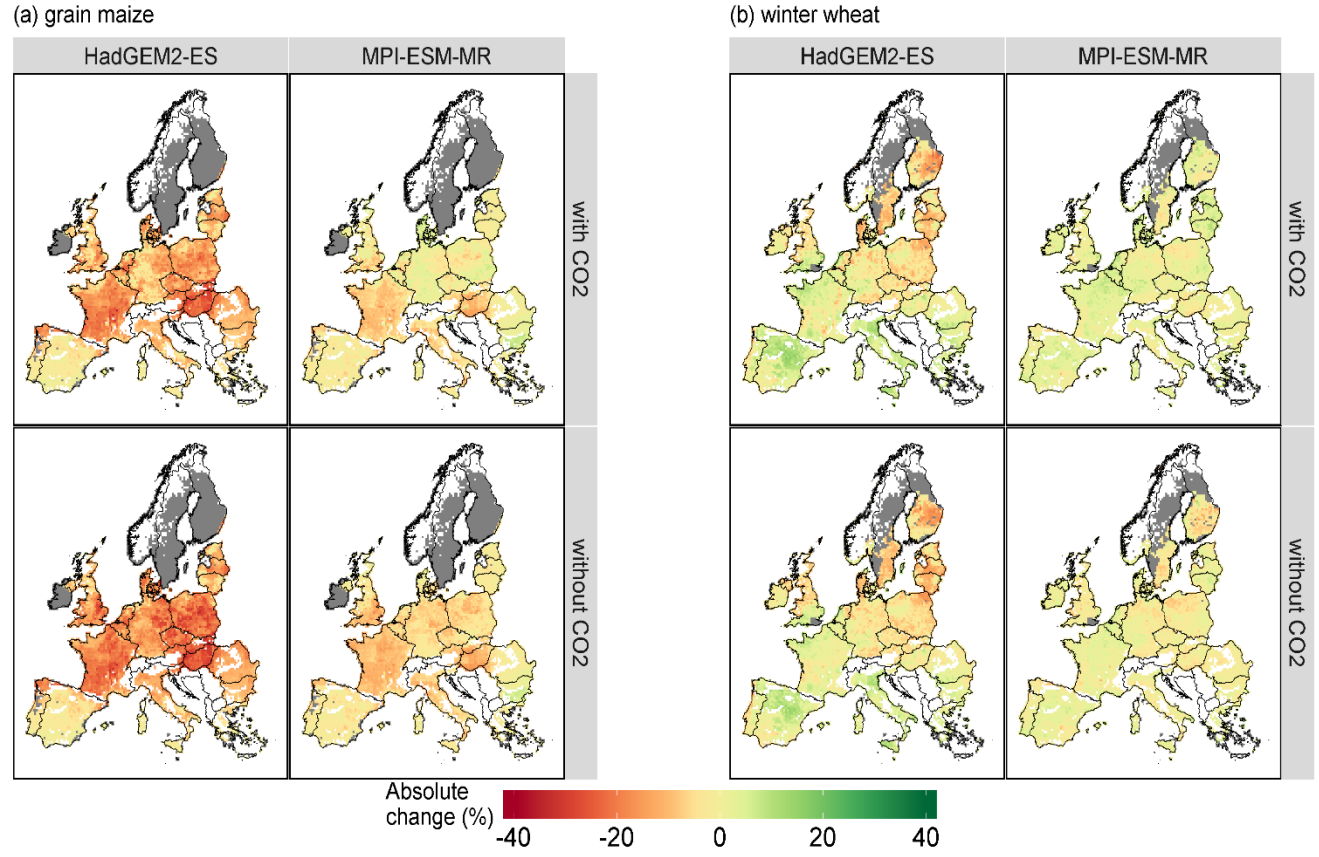 (a) grain maize
(b) winter wheat
HadGEM2-ES
MPI-ESM-MR
HadGEM2-ES
MPI-ESM-MR
with CO2
with CO2
without CO2
without CO2
Absolute
change (%)
-40
-20
0
20
40